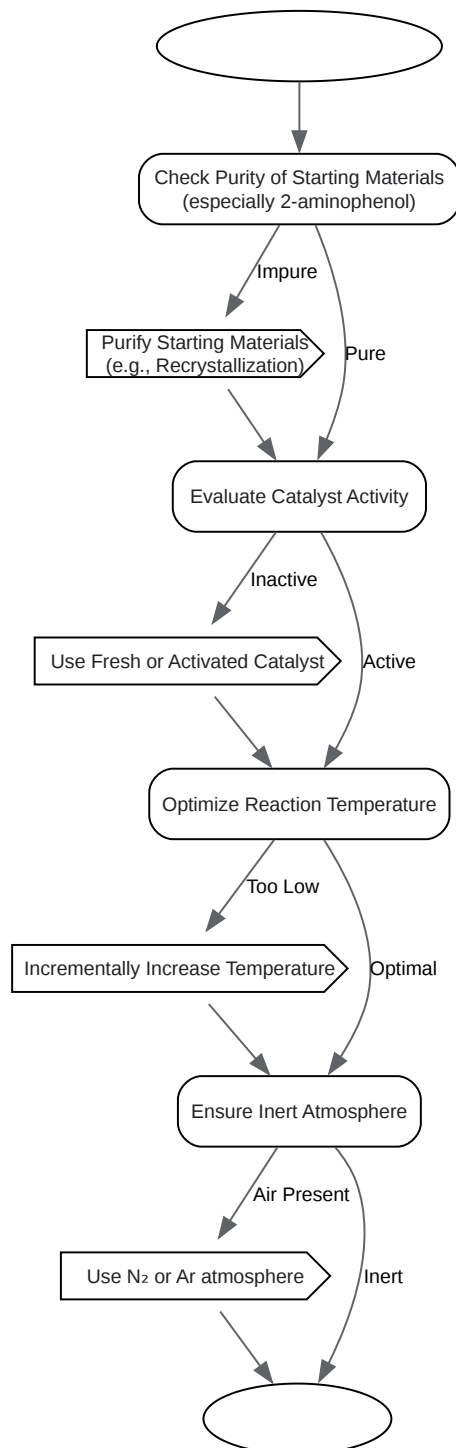 Check Purity of Starting Materials
(especially 2-aminophenol)
Impure
Purify Starting Materials
(e.g., Recrystallization)
Pure
Evaluate Catalyst Activity
Inactive
Use Fresh or Activated Catalyst
Active
Optimize Reaction Temperature
Too Low
Incrementally Increase Temperature
Optimal
Ensure Inert Atmosphere
Air Present
Use N₂ or Ar atmosphere
Inert